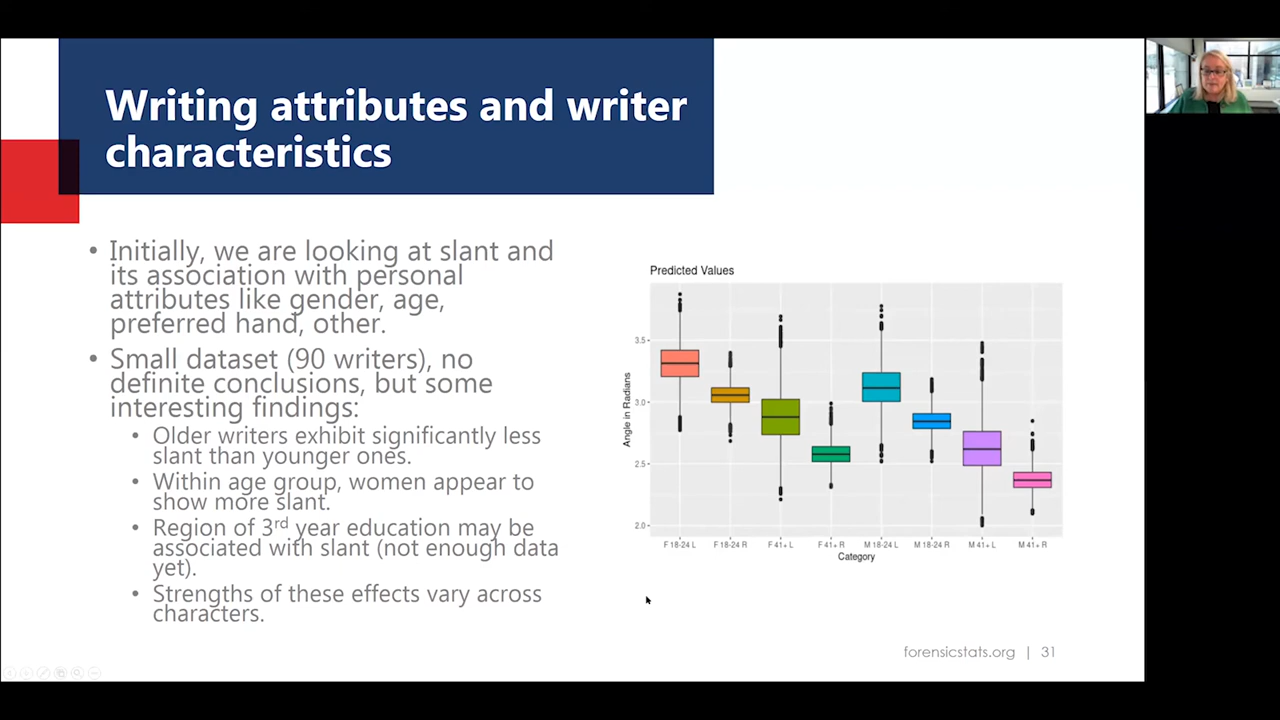 Writing attributes and writer
characteristics
• Initially, we are looking at slant and
its association with personal
attributes like gender, age,
preferred hand, other.
• Small dataset (90 writers), no
definite conclusions, but some
interesting findings:
• Older writers exhibit significantly less
slant than younger ones.
• Within age group, women appear to
show more slant.
• Region of 3rd year education may be
associated with slant (not enough data
yet).
• Strengths of these effects vary across
characters.
Predicted Values
Angle in Radians
3.5
3.0
2.5
2.0
F 18-24 L F 18-24 R F 41+ L F 41+ R M 18-24 L M 18-24 R M 41+ L M 41+ R
Category
forensicstats.org | 31